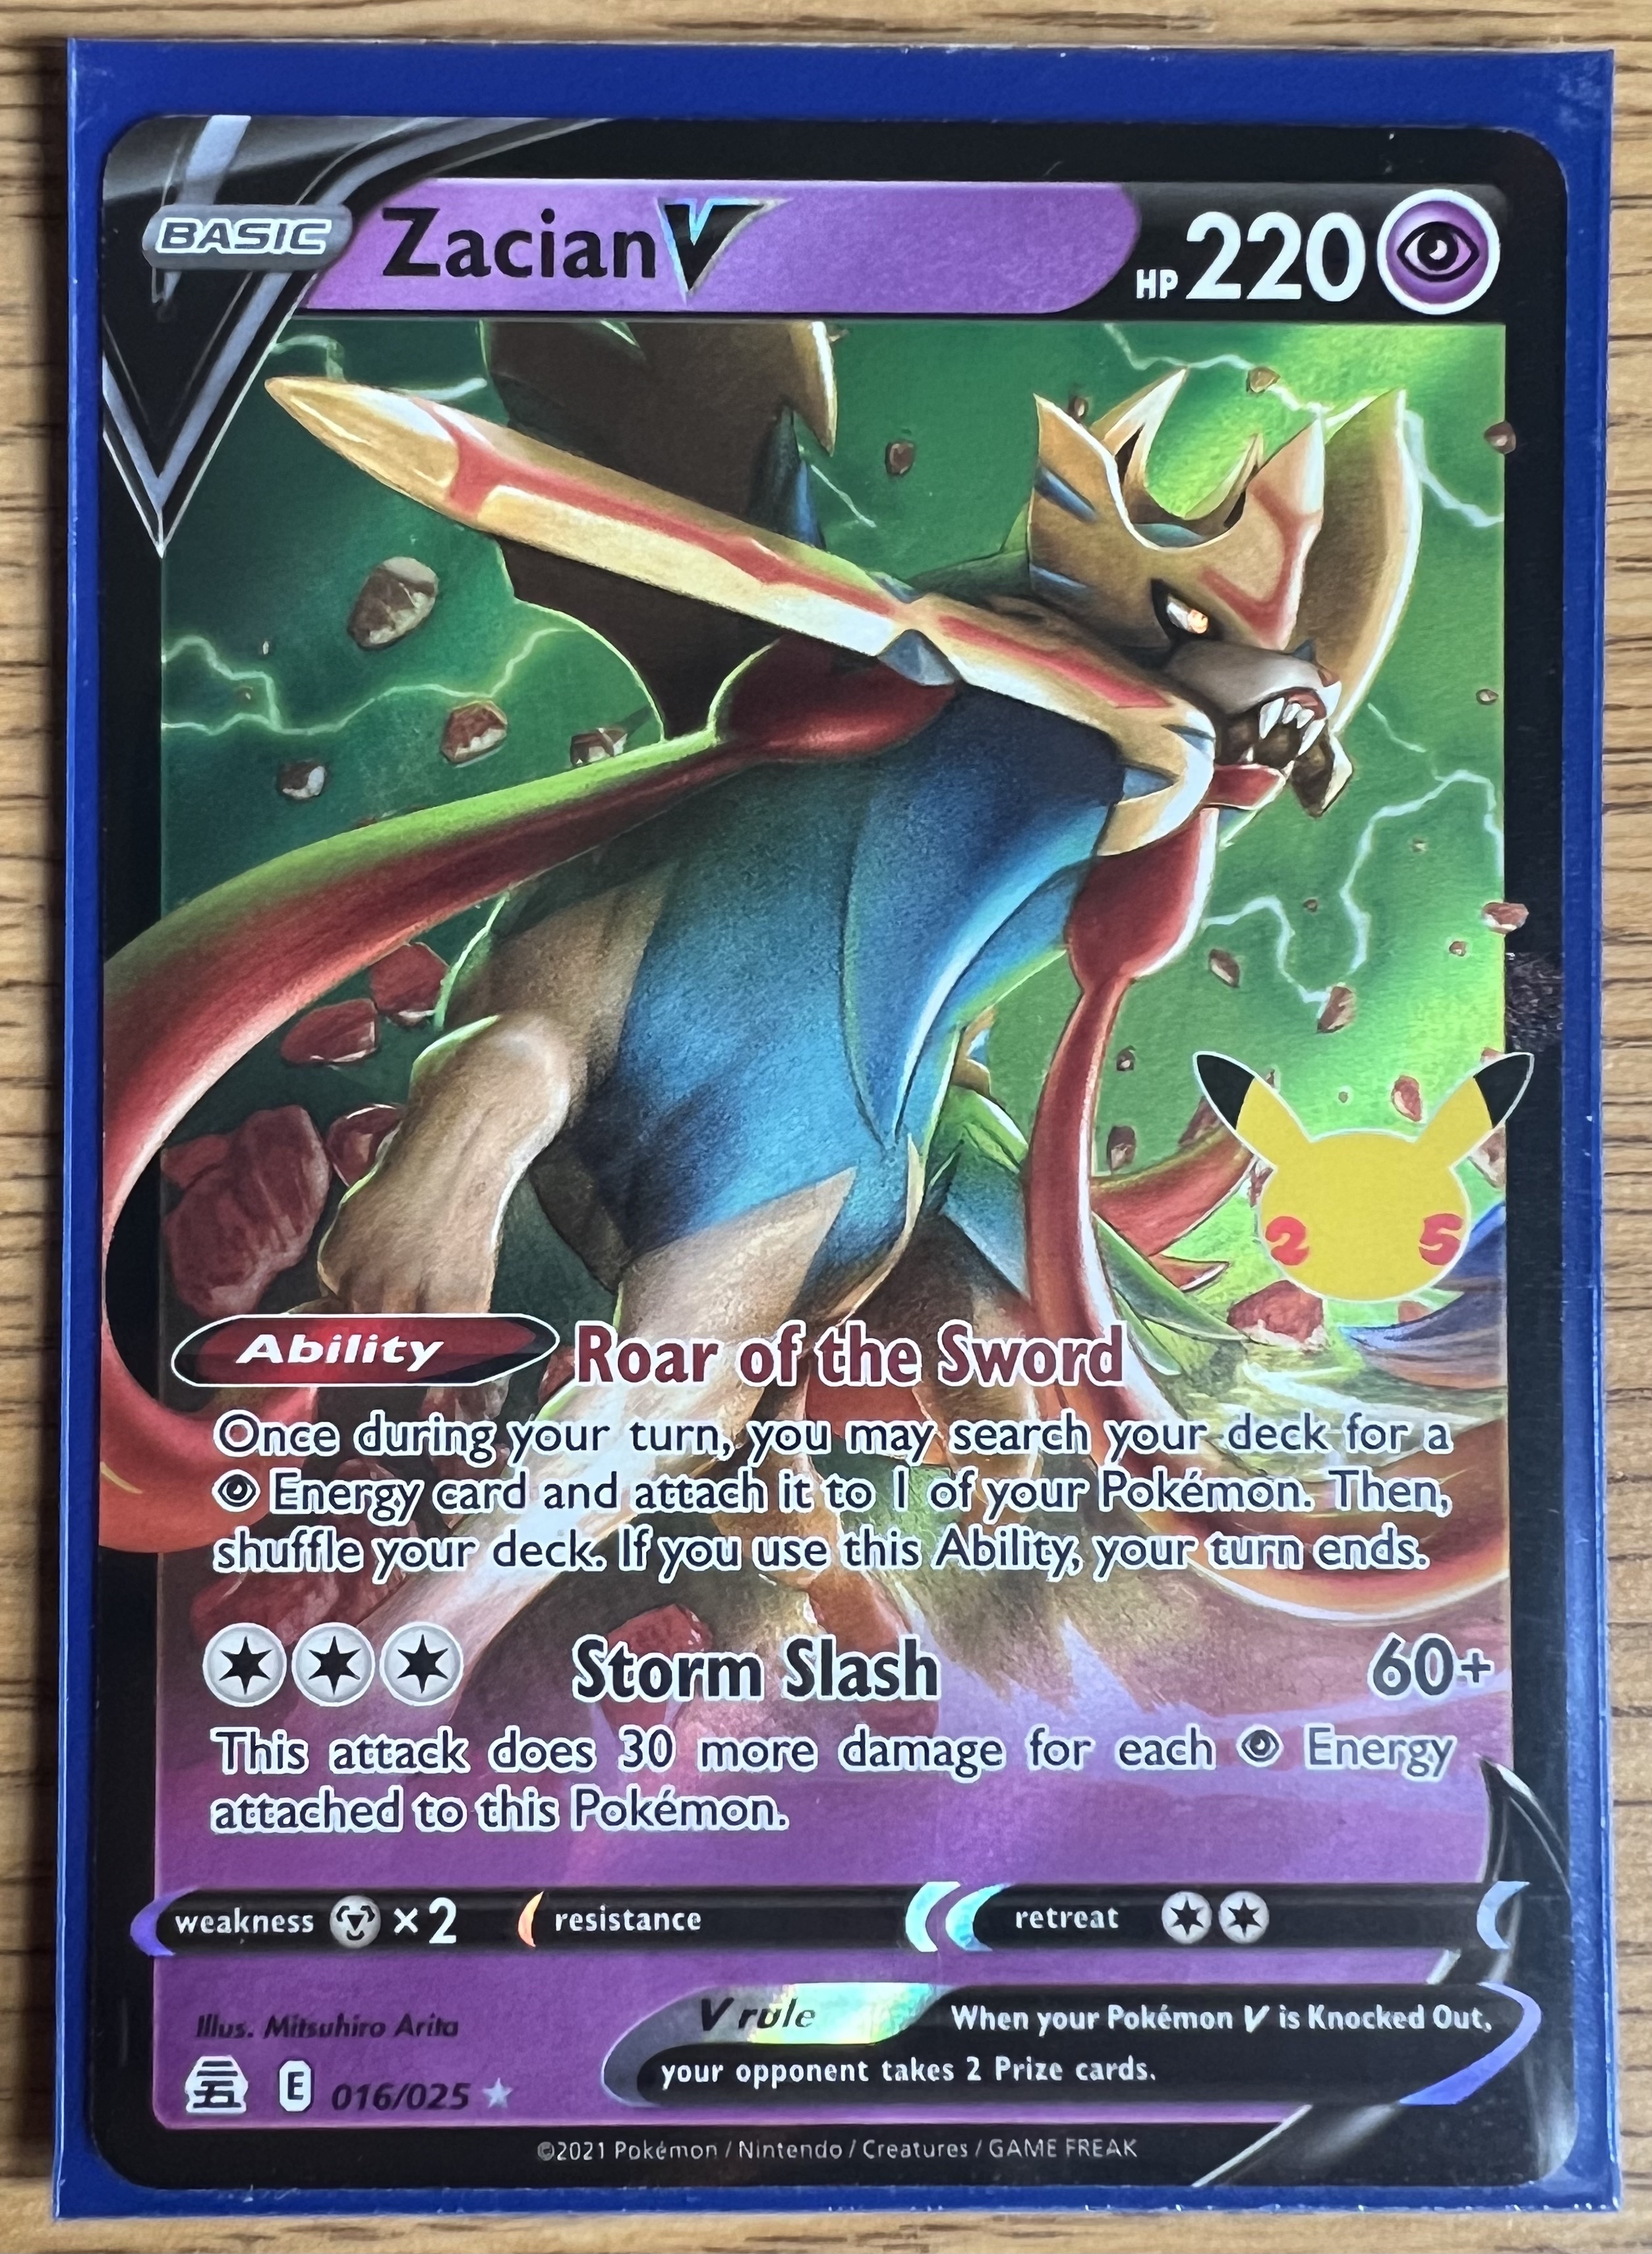 BASIC Zacian V HP 220
2 5
Ability Roar of the Sword
Once during your turn, you may search your deck for a
Energy card and attach it to 1 of your Pokémon. Then,
shuffle your deck. If you use this Ability, your turn ends.
Storm Slash 60+
This attack does 30 more damage for each Energy
attached to this Pokémon.
weakness ×2 resistance retreat
Illus. Mitsuhiro Arita
V rule When your Pokémon V is Knocked Out,
your opponent takes 2 Prize cards.
E 016/025
©2021 Pokémon / Nintendo / Creatures / GAME FREAK